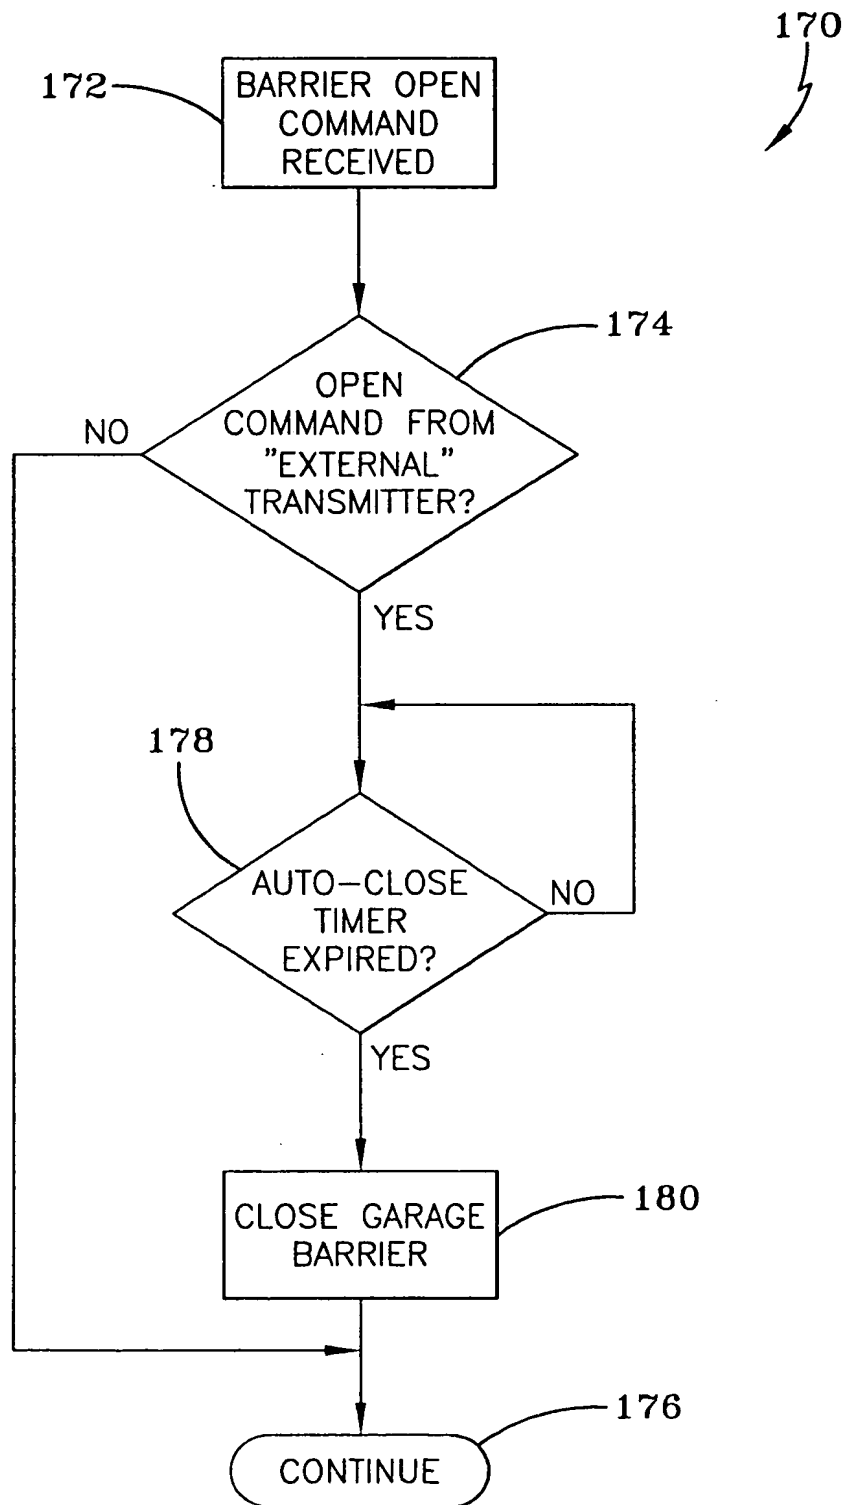 170
172
BARRIER OPEN
COMMAND
RECEIVED
174
OPEN
COMMAND FROM
"EXTERNAL"
TRANSMITTER?
NO
YES
178
AUTO-CLOSE
TIMER
EXPIRED?
NO
YES
180
CLOSE GARAGE
BARRIER
176
CONTINUE